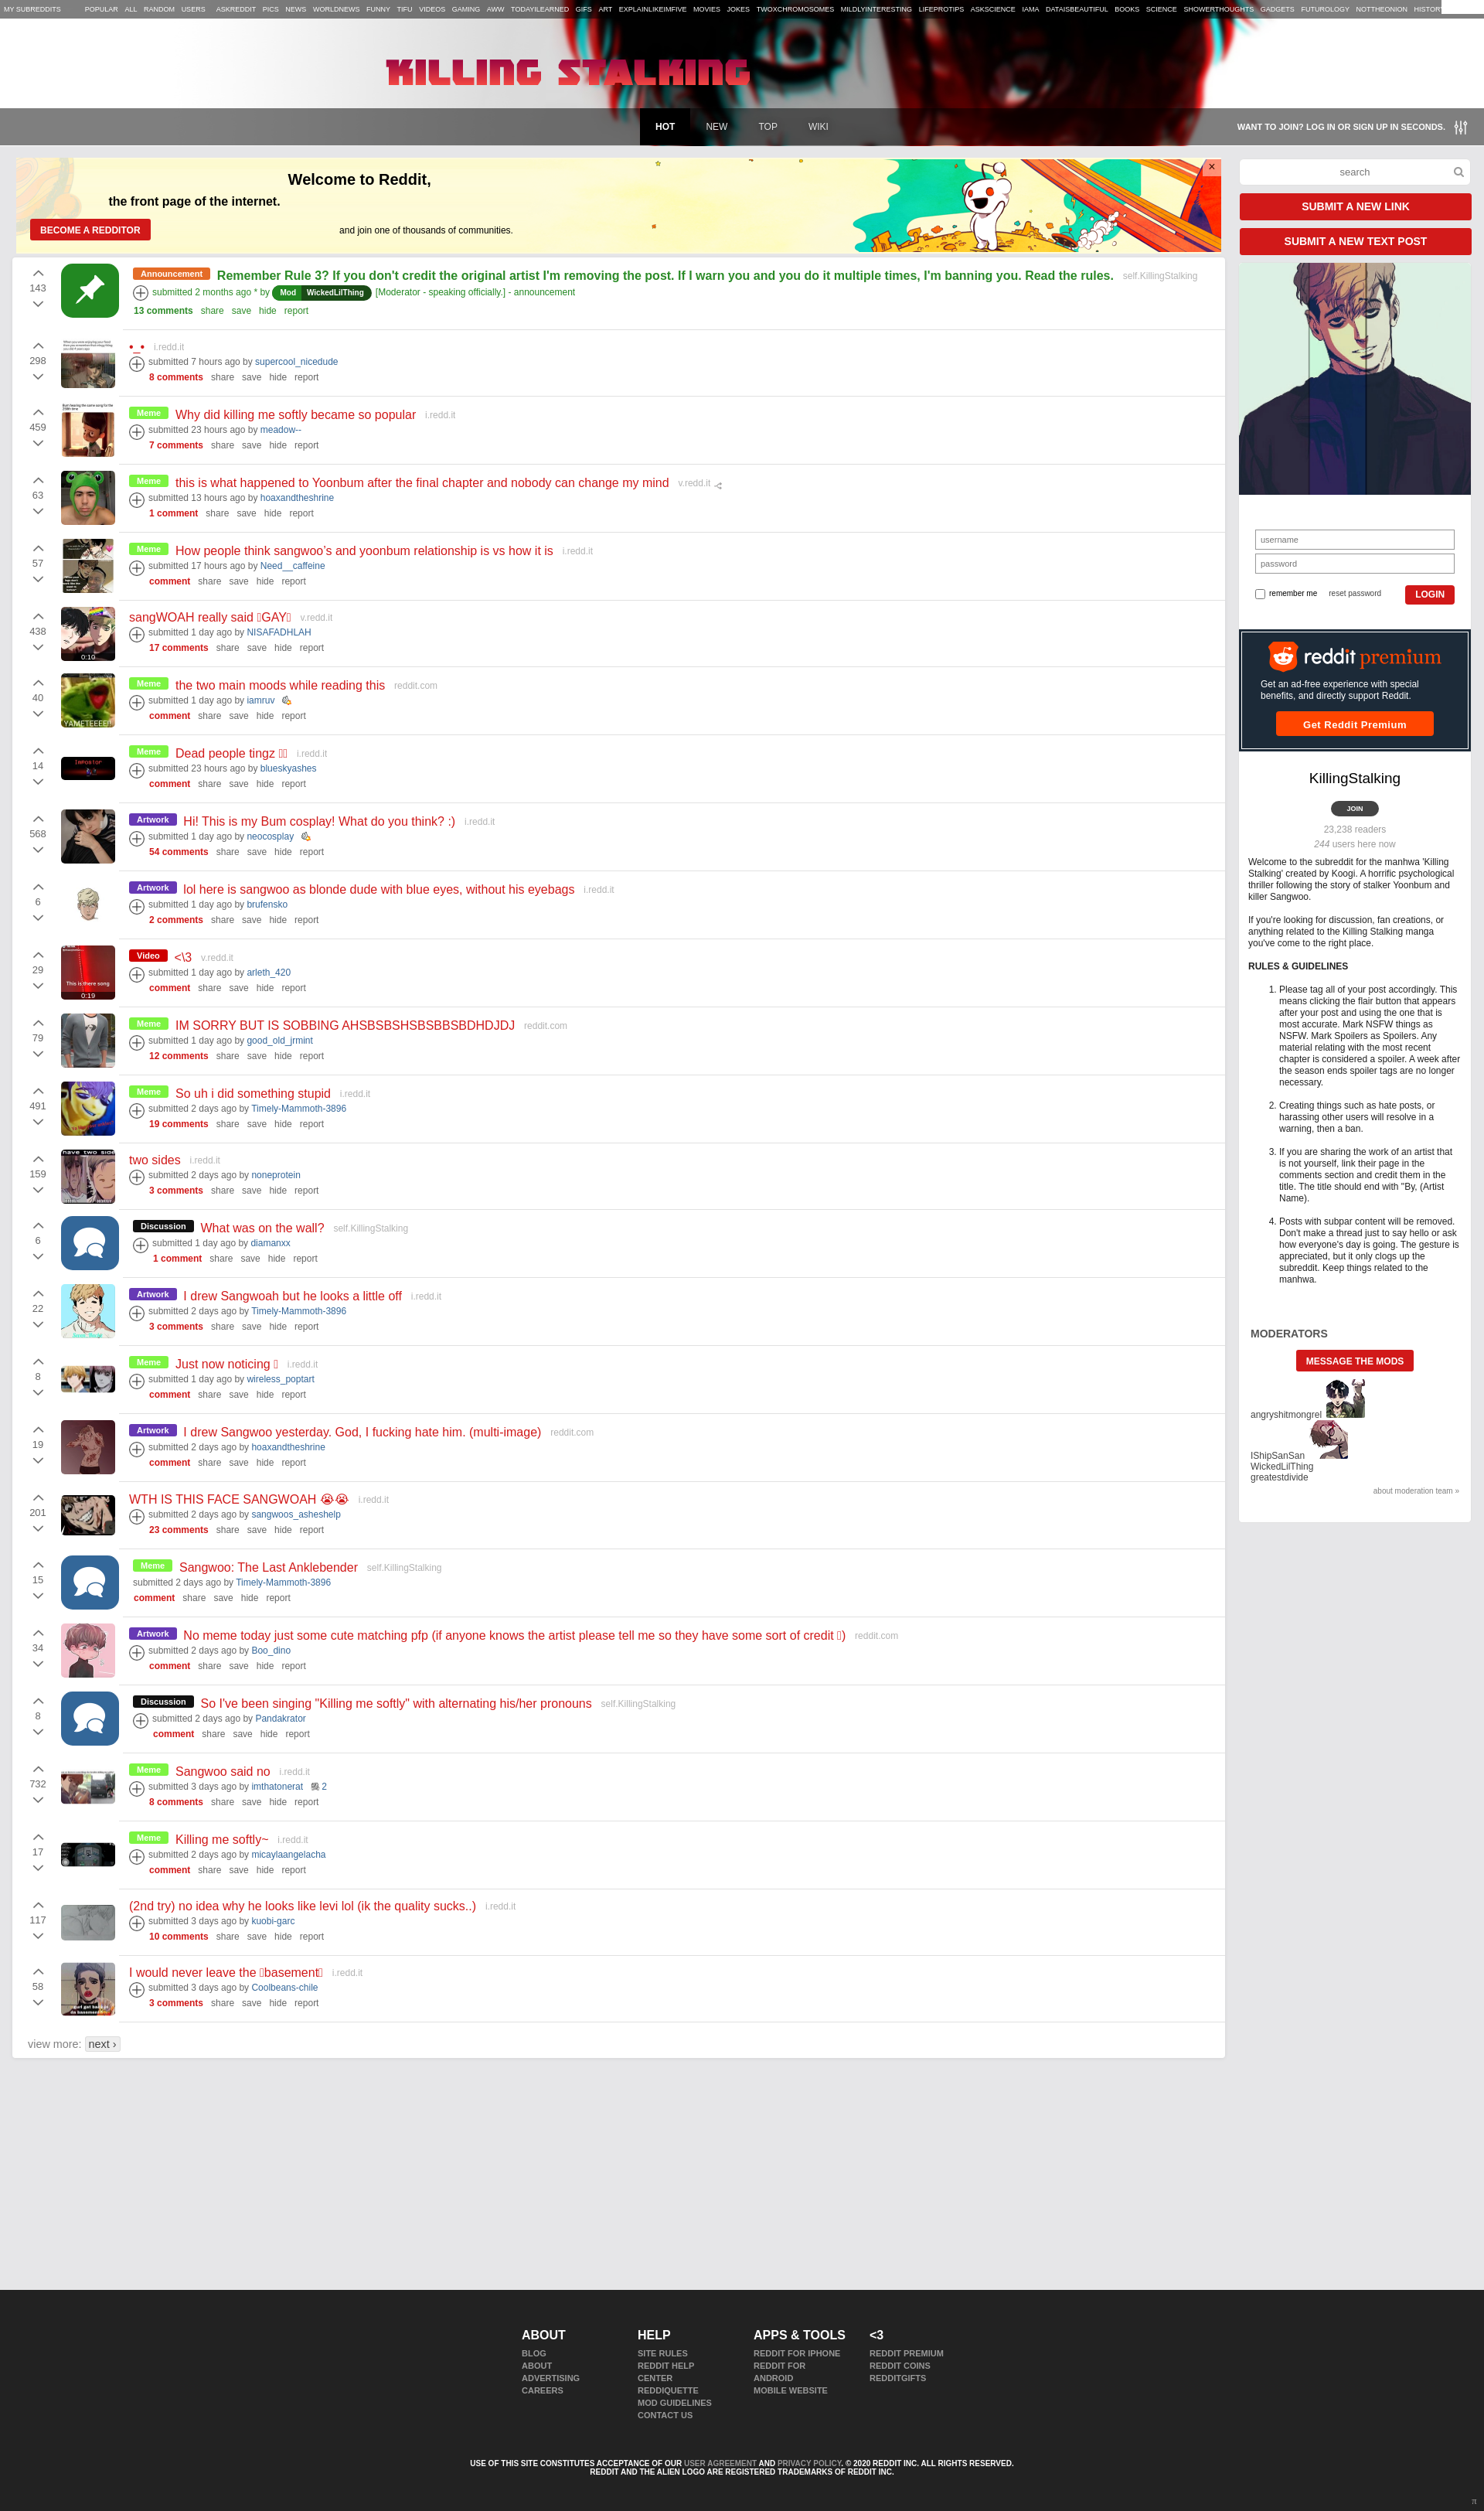 MY SUBREDDITS POPULAR ALL RANDOM USERS ASKREDDIT PICS NEWS WORLDNEWS FUNNY TIFU VIDEOS GAMING AWW TODAYILEARNED GIFS ART EXPLAINLIKEIMFIVE MOVIES JOKES TWOXCHROMOSOMES MILDLYINTERESTING LIFEPROTIPS ASKSCIENCE IAMA DATAISBEAUTIFUL BOOKS SCIENCE SHOWERTHOUGHTS GADGETS FUTUROLOGY NOTTHEONION HISTOR
KILLING STALKING
HOT NEW TOP WIKI
WANT TO JOIN? LOG IN OR SIGN UP IN SECONDS.
Welcome to Reddit,
the front page of the internet.
BECOME A REDDITOR
and join one of thousands of communities.
×
143
Announcement Remember Rule 3? If you don't credit the original artist I'm removing the post. If I warn you and you do it multiple times, I'm banning you. Read the rules. self.KillingStalking
submitted 2 months ago * by Mod WickedLilThing [Moderator - speaking officially.] - announcement
13 comments share save hide report
298
•_• i.redd.it
submitted 7 hours ago by supercool_nicedude
8 comments share save hide report
459
Meme Why did killing me softly became so popular i.redd.it
submitted 23 hours ago by meadow--
7 comments share save hide report
63
Meme this is what happened to Yoonbum after the final chapter and nobody can change my mind v.redd.it
submitted 13 hours ago by hoaxandtheshrine
1 comment share save hide report
57
Meme How people think sangwoo's and yoonbum relationship is vs how it is i.redd.it
submitted 17 hours ago by Need__caffeine
comment share save hide report
438
0:10
sangWOAH really said GAY v.redd.it
submitted 1 day ago by NISAFADHLAH
17 comments share save hide report
40
YAMETEEEE!!
Meme the two main moods while reading this reddit.com
submitted 1 day ago by iamruv
comment share save hide report
14
Impostor
Meme Dead people tingz i.redd.it
submitted 23 hours ago by blueskyashes
comment share save hide report
568
Artwork Hi! This is my Bum cosplay! What do you think? :) i.redd.it
submitted 1 day ago by neocosplay
54 comments share save hide report
6
Artwork lol here is sangwoo as blonde dude with blue eyes, without his eyebags i.redd.it
submitted 1 day ago by brufensko
2 comments share save hide report
29
This is there song
0:19
Video <\3 v.redd.it
submitted 1 day ago by arleth_420
comment share save hide report
79
Meme IM SORRY BUT IS SOBBING AHSBSBSHSBSBBSBDHDJDJ reddit.com
submitted 1 day ago by good_old_jrmint
12 comments share save hide report
491
Meme So uh i did something stupid i.redd.it
submitted 2 days ago by Timely-Mammoth-3896
19 comments share save hide report
159
have two side
two sides i.redd.it
submitted 2 days ago by noneprotein
3 comments share save hide report
6
Discussion What was on the wall? self.KillingStalking
submitted 1 day ago by diamanxx
1 comment share save hide report
22
Artwork I drew Sangwoah but he looks a little off i.redd.it
submitted 2 days ago by Timely-Mammoth-3896
3 comments share save hide report
8
Meme Just now noticing i.redd.it
submitted 1 day ago by wireless_poptart
comment share save hide report
19
Artwork I drew Sangwoo yesterday. God, I fucking hate him. (multi-image) reddit.com
submitted 2 days ago by hoaxandtheshrine
comment share save hide report
201
WTH IS THIS FACE SANGWOAH 😭😭 i.redd.it
submitted 2 days ago by sangwoos_asheshelp
23 comments share save hide report
15
Meme Sangwoo: The Last Anklebender self.KillingStalking
submitted 2 days ago by Timely-Mammoth-3896
comment share save hide report
34
Artwork No meme today just some cute matching pfp (if anyone knows the artist please tell me so they have some sort of credit ) reddit.com
submitted 2 days ago by Boo_dino
comment share save hide report
8
Discussion So I've been singing "Killing me softly" with alternating his/her pronouns self.KillingStalking
submitted 2 days ago by Pandakrator
comment share save hide report
732
Meme Sangwoo said no i.redd.it
submitted 3 days ago by imthatonerat 2
8 comments share save hide report
17
Meme Killing me softly~ i.redd.it
submitted 2 days ago by micaylaangelacha
comment share save hide report
117
(2nd try) no idea why he looks like levi lol (ik the quality sucks..) i.redd.it
submitted 3 days ago by kuobi-garc
10 comments share save hide report
58
I would never leave the basement i.redd.it
submitted 3 days ago by Coolbeans-chile
3 comments share save hide report
view more: next ›
search
SUBMIT A NEW LINK
SUBMIT A NEW TEXT POST
username
password
remember me reset password LOGIN
reddit premium
Get an ad-free experience with special
benefits, and directly support Reddit.
Get Reddit Premium
KillingStalking
JOIN
23,238 readers
244 users here now
Welcome to the subreddit for the manhwa 'Killing
Stalking' created by Koogi. A horrific psychological
thriller following the story of stalker Yoonbum and
killer Sangwoo.
If you're looking for discussion, fan creations, or
anything related to the Killing Stalking manga
you've come to the right place.
RULES & GUIDELINES
1. Please tag all of your post accordingly. This
means clicking the flair button that appears
after your post and using the one that is
most accurate. Mark NSFW things as
NSFW. Mark Spoilers as Spoilers. Any
material relating with the most recent
chapter is considered a spoiler. A week after
the season ends spoiler tags are no longer
necessary.
2. Creating things such as hate posts, or
harassing other users will resolve in a
warning, then a ban.
3. If you are sharing the work of an artist that
is not yourself, link their page in the
comments section and credit them in the
title. The title should end with "By, (Artist
Name).
4. Posts with subpar content will be removed.
Don't make a thread just to say hello or ask
how everyone's day is going. The gesture is
appreciated, but it only clogs up the
subreddit. Keep things related to the
manhwa.
MODERATORS
MESSAGE THE MODS
angryshitmongrel
IShipSanSan
WickedLilThing
greatestdivide
about moderation team »
ABOUT
BLOG
ABOUT
ADVERTISING
CAREERS
HELP
SITE RULES
REDDIT HELP
CENTER
REDDIQUETTE
MOD GUIDELINES
CONTACT US
APPS & TOOLS
REDDIT FOR IPHONE
REDDIT FOR
ANDROID
MOBILE WEBSITE
<3
REDDIT PREMIUM
REDDIT COINS
REDDITGIFTS
USE OF THIS SITE CONSTITUTES ACCEPTANCE OF OUR USER AGREEMENT AND PRIVACY POLICY. © 2020 REDDIT INC. ALL RIGHTS RESERVED.
REDDIT AND THE ALIEN LOGO ARE REGISTERED TRADEMARKS OF REDDIT INC.
π